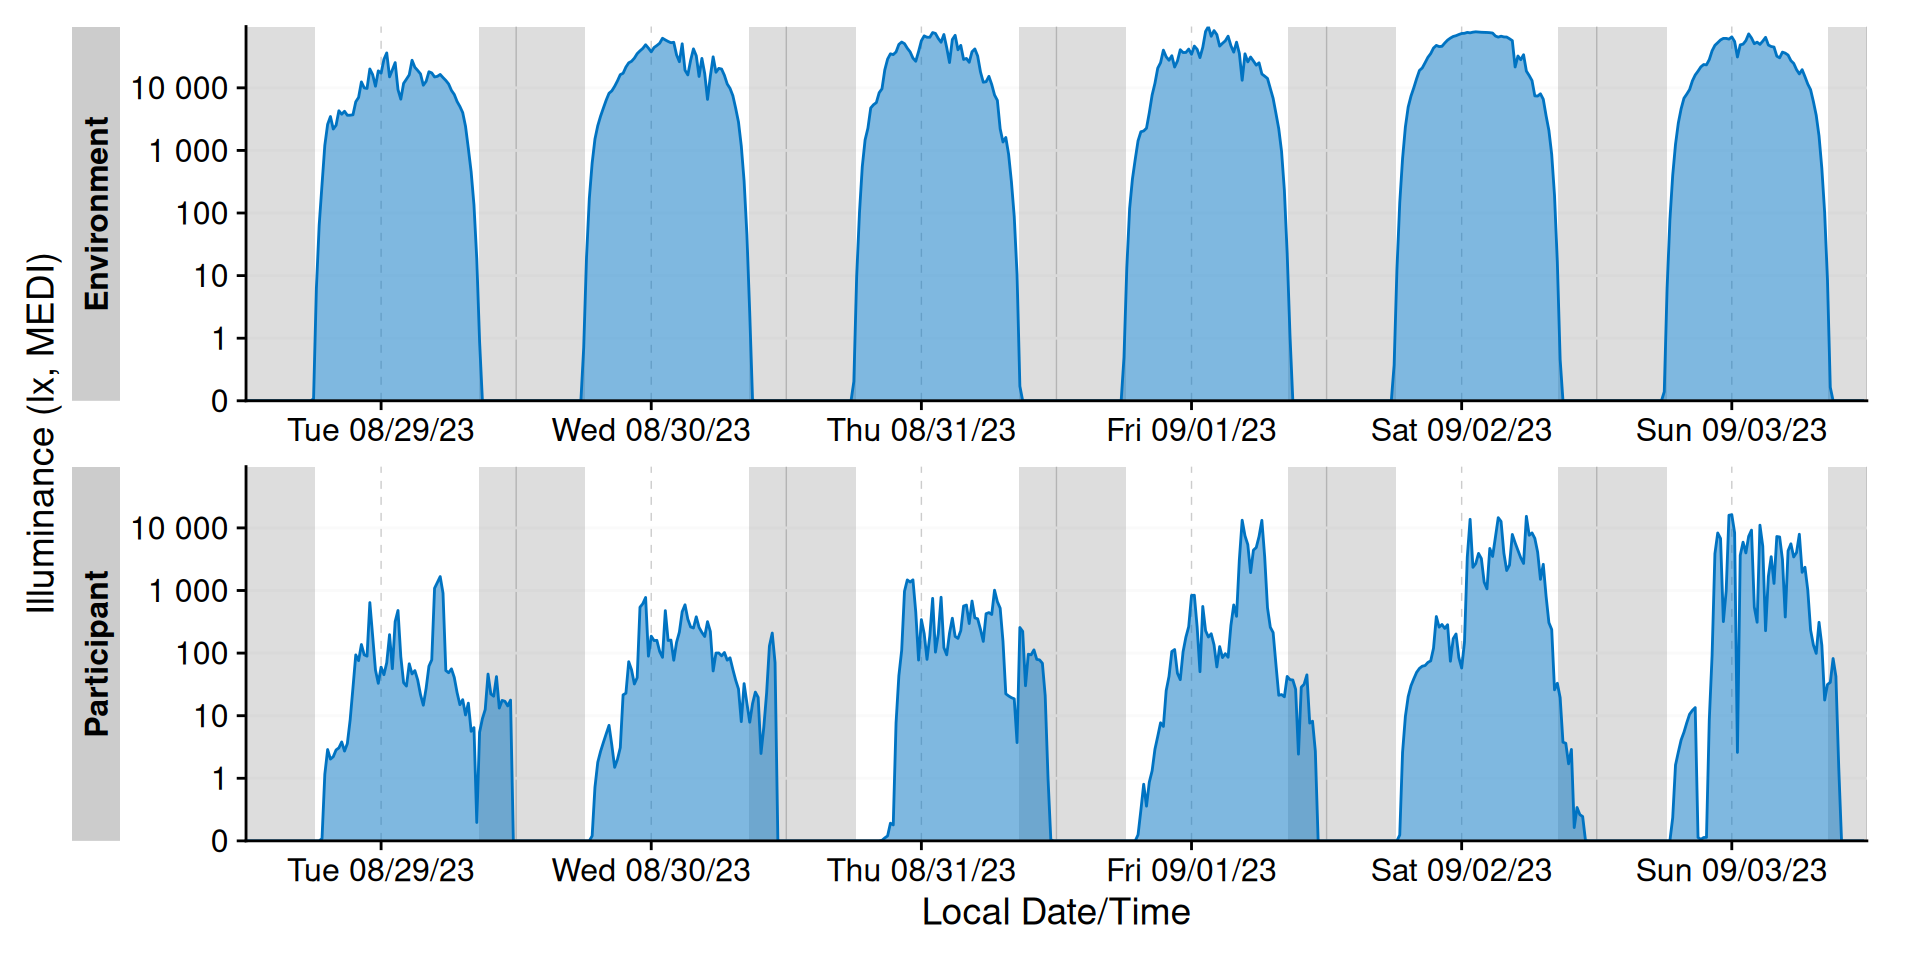 Illuminance (lx, MEDI)
Environment
10 000
1 000
100
10
1
0
Tue 08/29/23 Wed 08/30/23 Thu 08/31/23 Fri 09/01/23 Sat 09/02/23 Sun 09/03/23
Participant
10 000
1 000
100
10
1
0
Tue 08/29/23 Wed 08/30/23 Thu 08/31/23 Fri 09/01/23 Sat 09/02/23 Sun 09/03/23
Local Date/Time